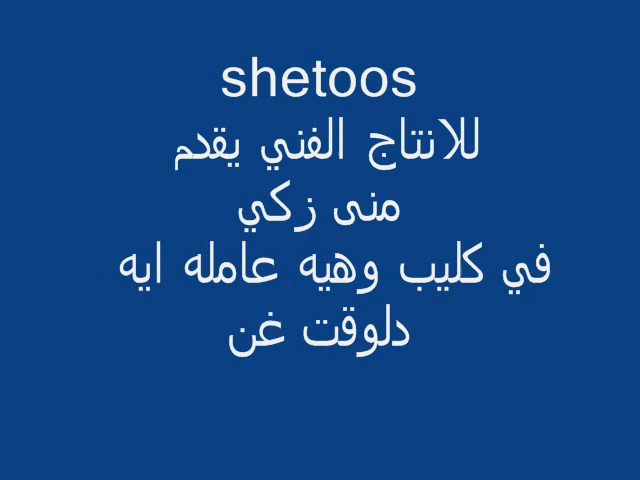 shetoos
للانتاج الفني يقدم
منى زكي
في كليب وهيه عامله ايه
دلوقت غن